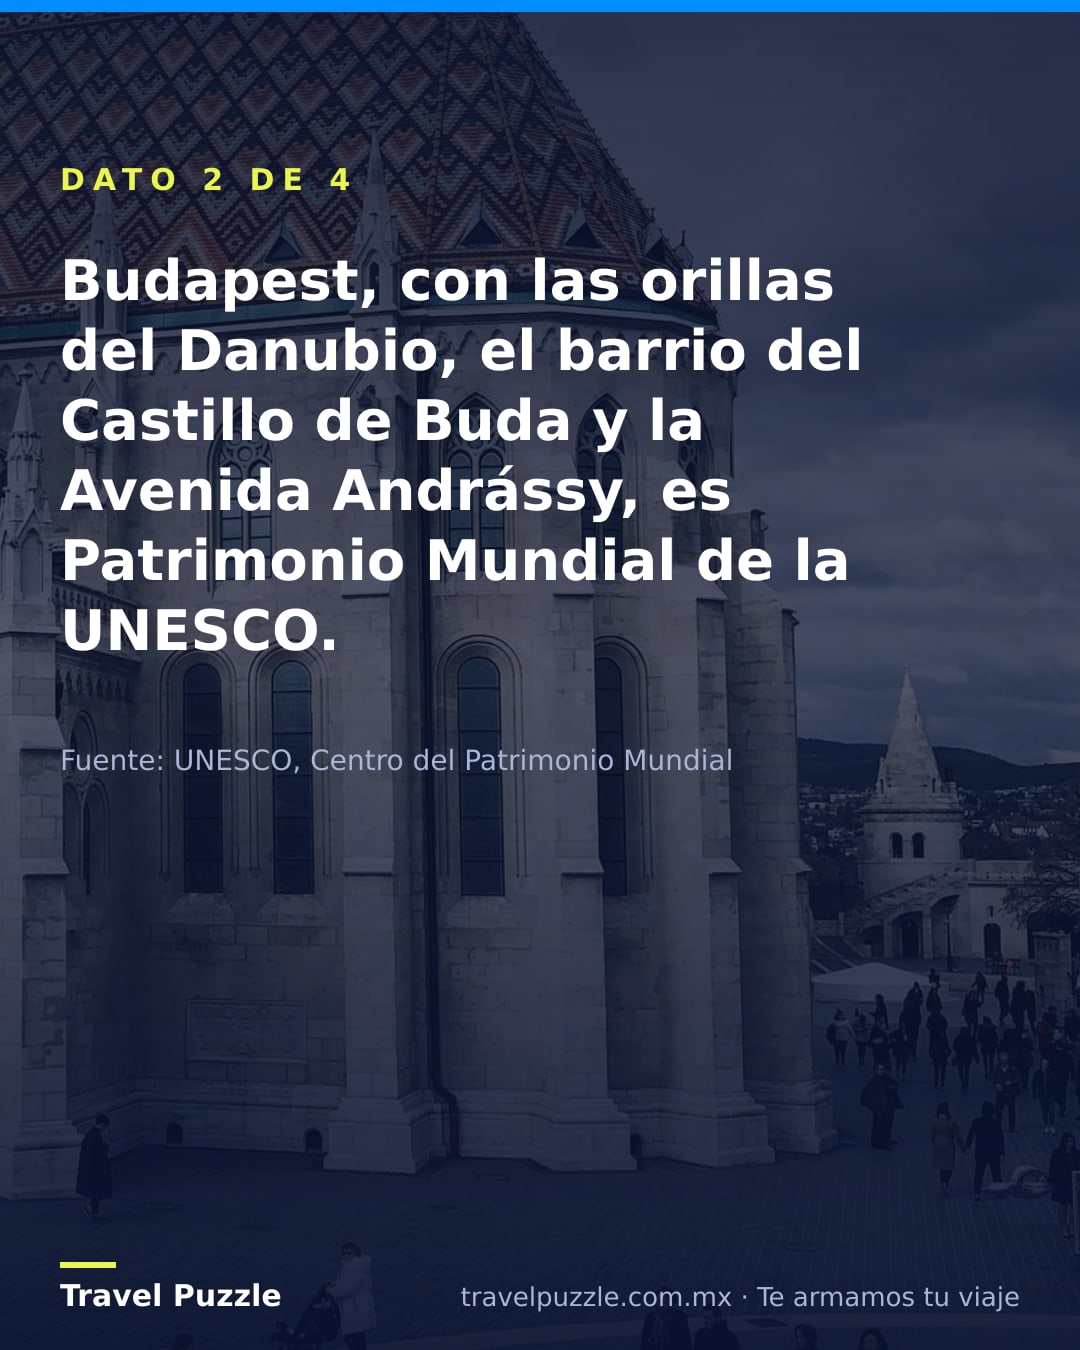 DATO 2 DE 4
Budapest, con las orillas
del Danubio, el barrio del
Castillo de Buda y la
Avenida Andrássy, es
Patrimonio Mundial de la
UNESCO.
Fuente: UNESCO, Centro del Patrimonio Mundial
Travel Puzzle
travelpuzzle.com.mx · Te armamos tu viaje